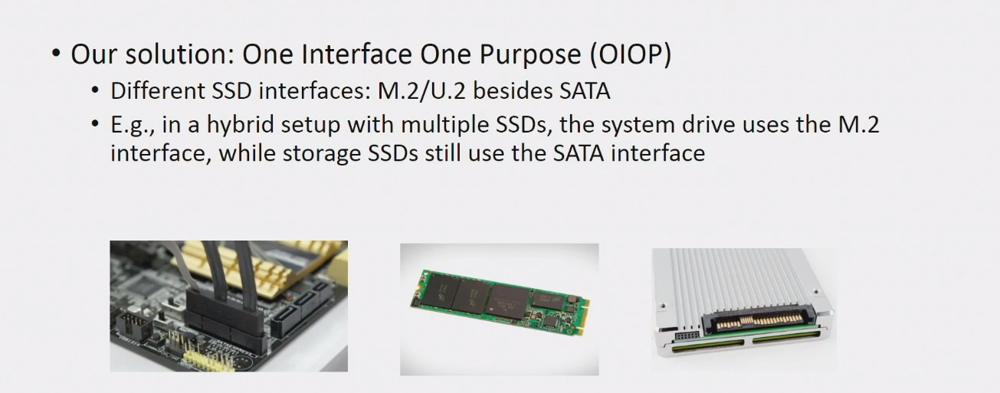 • Our solution: One Interface One Purpose (OIOP)
• Different SSD interfaces: M.2/U.2 besides SATA
• E.g., in a hybrid setup with multiple SSDs, the system drive uses the M.2
interface, while storage SSDs still use the SATA interface